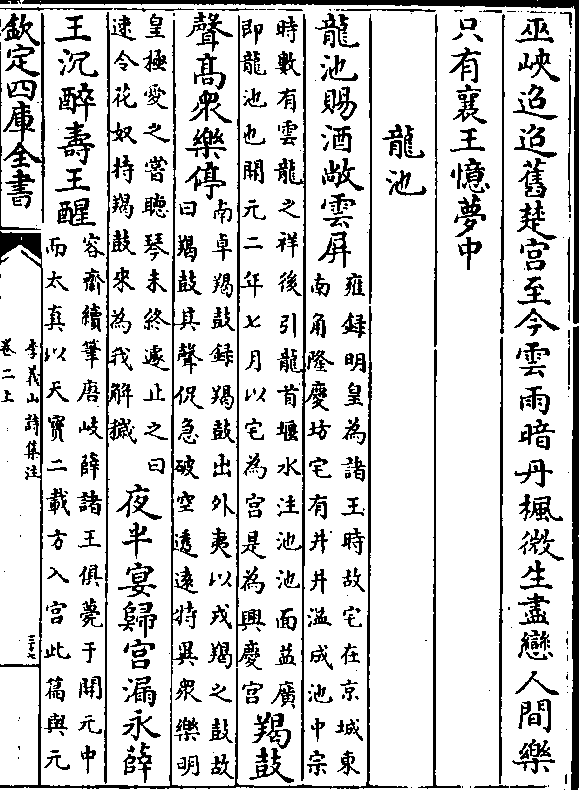 巫峽迢迢舊楚宫至今雲雨暗丹楓微生盡戀人間樂
只有襄王憶夢中
龍池
龍池賜酒敞雲屏
雍録明皇為諸王時故宅在京城東
南角隆慶坊宅有井井溢成池中宗
時數有雲龍之祥後引龍首堰水注池池面益廣
即龍池也開元二年七月以宅為宫是為興慶宫
羯鼓
聲髙衆樂停
南卓羯鼓録羯鼓出外夷以戎羯之鼓故
曰羯鼓其聲促急破空透遠特異衆樂明
皇極愛之嘗聴琴未終遽止之曰
速令花奴持羯鼓來為我解穢
夜半宴歸宫漏永薛
王沉醉壽王醒
容齋續筆唐岐薛諸王俱薨于開元中
而太真以天寳二載方入宫此篇與元
欽定四庫全書
李義山詩集注
卷二上